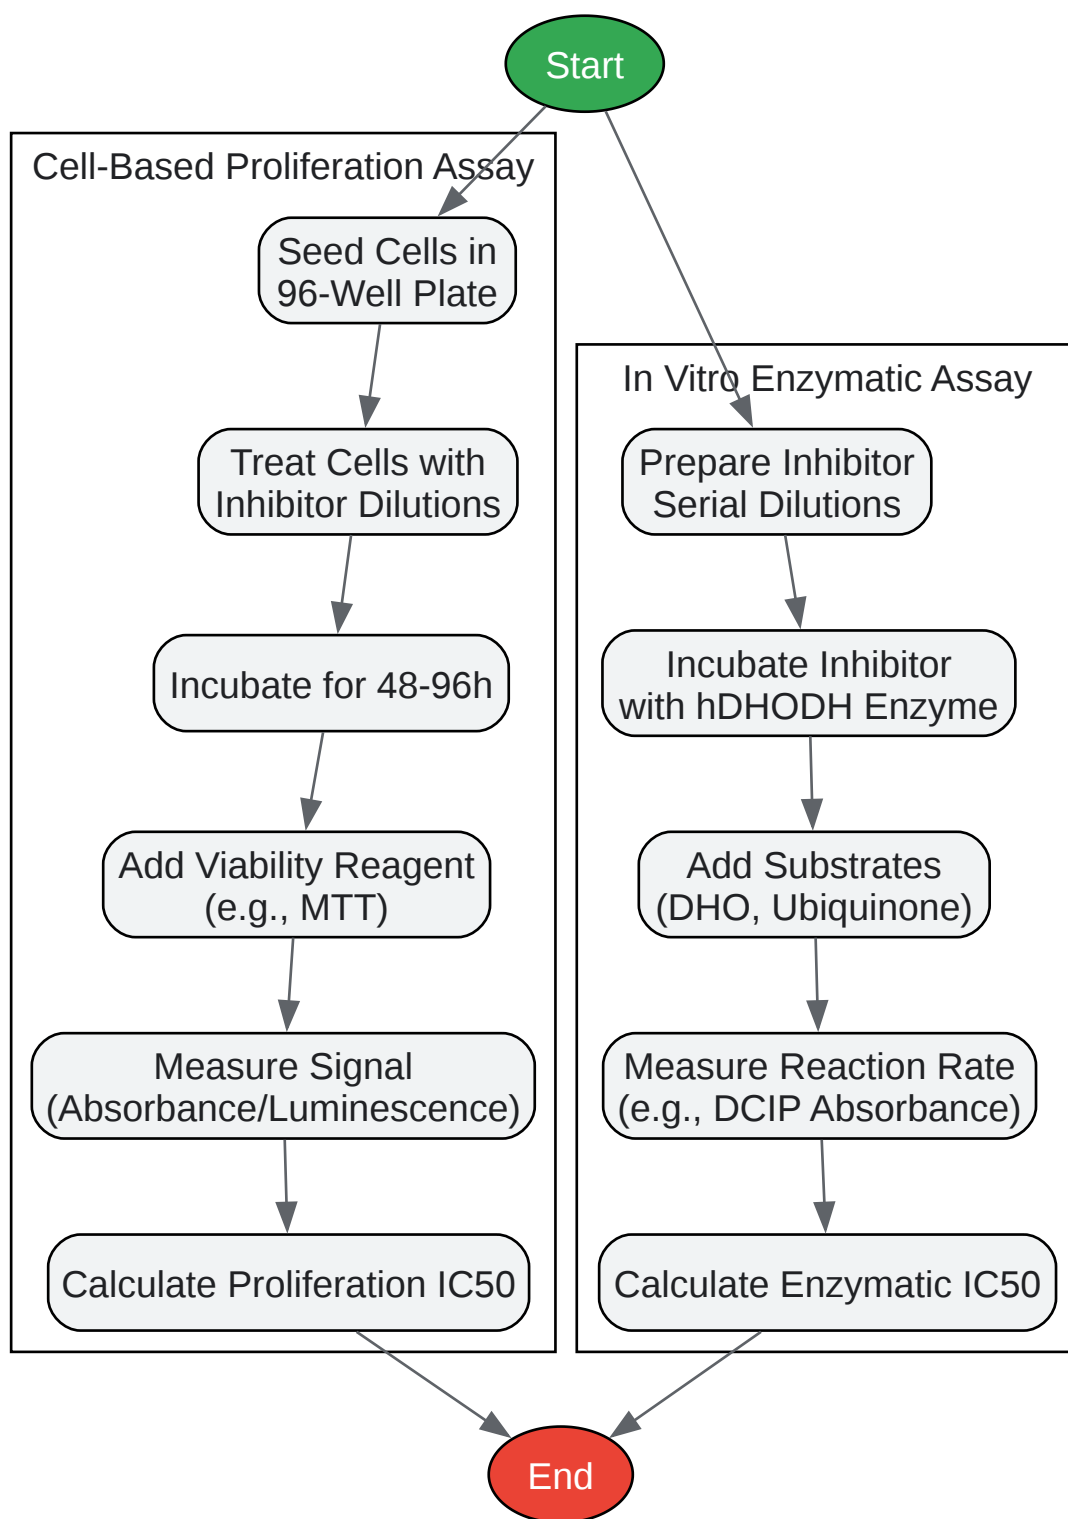 Start
Cell-Based Proliferation Assay
Seed Cells in
96-Well Plate
Treat Cells with
Inhibitor Dilutions
Incubate for 48-96h
Add Viability Reagent
(e.g., MTT)
Measure Signal
(Absorbance/Luminescence)
Calculate Proliferation IC50
In Vitro Enzymatic Assay
Prepare Inhibitor
Serial Dilutions
Incubate Inhibitor
with hDHODH Enzyme
Add Substrates
(DHO, Ubiquinone)
Measure Reaction Rate
(e.g., DCIP Absorbance)
Calculate Enzymatic IC50
End